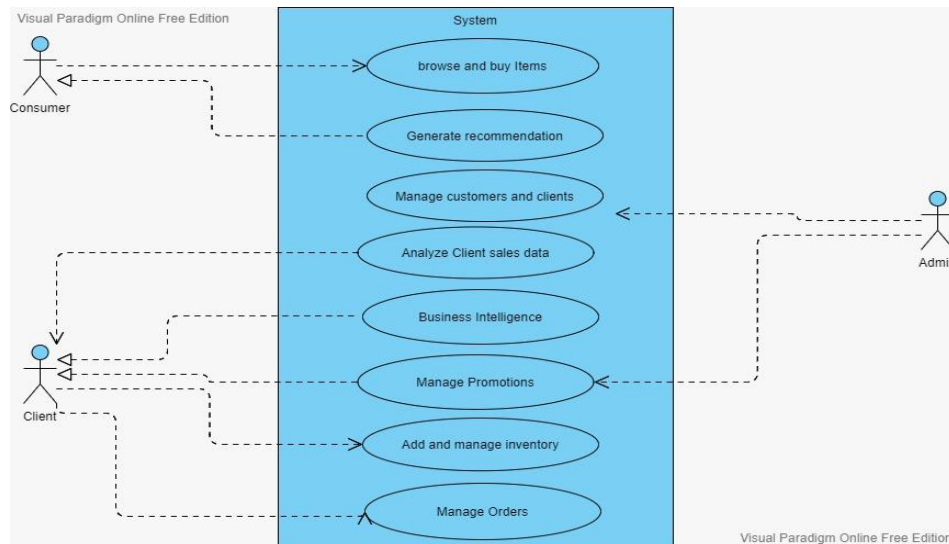 Visual Paradigm Online Free Edition
System
browse and buy Items
Consumer
Generate recommendation
Manage customers and clients
Analyze Client sales data
Admi
Business Intelligence
Manage Promotions
Client
Add and manage inventory
Manage Orders
Visual Paradigm Online Free Edition